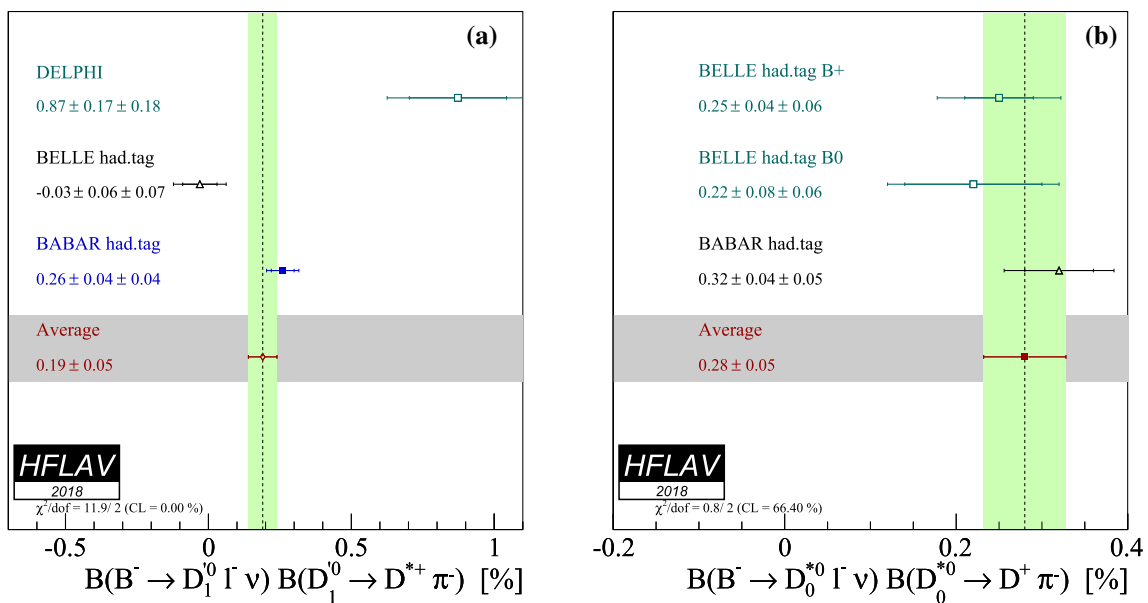 (a)
DELPHI
0.87 ± 0.17 ± 0.18
BELLE had.tag
-0.03 ± 0.06 ± 0.07
BABAR had.tag
0.26 ± 0.04 ± 0.04
Average
0.19 ± 0.05
HFLAV
2018
χ²/dof = 11.9/ 2 (CL = 0.00 %)
-0.5 0 0.5 1
B(B⁻ → D₁'⁰ l⁻ ν) B(D₁'⁰ → D*⁺ π⁻) [%]
(b)
BELLE had.tag B+
0.25 ± 0.04 ± 0.06
BELLE had.tag B0
0.22 ± 0.08 ± 0.06
BABAR had.tag
0.32 ± 0.04 ± 0.05
Average
0.28 ± 0.05
HFLAV
2018
χ²/dof = 0.8/ 2 (CL = 66.40 %)
-0.2 0 0.2 0.4
B(B⁻ → D₀*⁰ l⁻ ν) B(D₀*⁰ → D⁺ π⁻) [%]